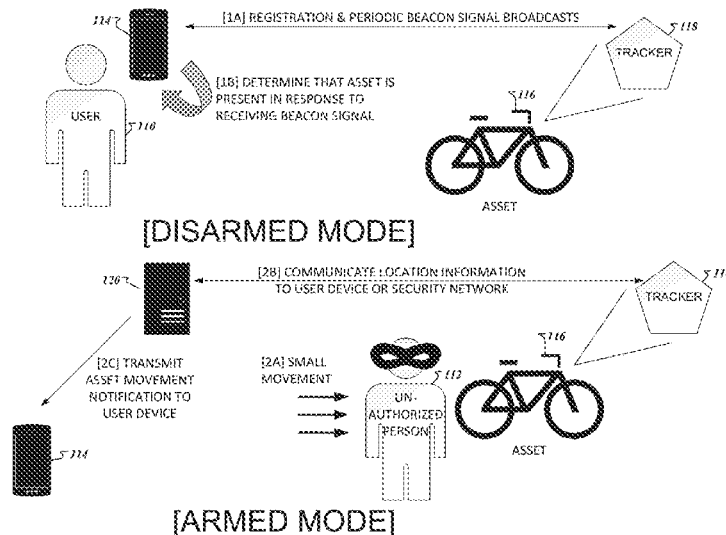 114
[1A] REGISTRATION & PERIODIC BEACON SIGNAL BROADCASTS
118
TRACKER
[1B] DETERMINE THAT ASSET IS
PRESENT IN RESPONSE TO
RECEIVING BEACON SIGNAL
USER
110
116
ASSET
[DISARMED MODE]
120
[2B] COMMUNICATE LOCATION INFORMATION
TO USER DEVICE OR SECURITY NETWORK
11
TRACKER
[2C] TRANSMIT
ASSET MOVEMENT
NOTIFICATION TO
USER DEVICE
[2A] SMALL
MOVEMENT
112
116
UN-
AUTHORIZED
PERSON
ASSET
114
[ARMED MODE]